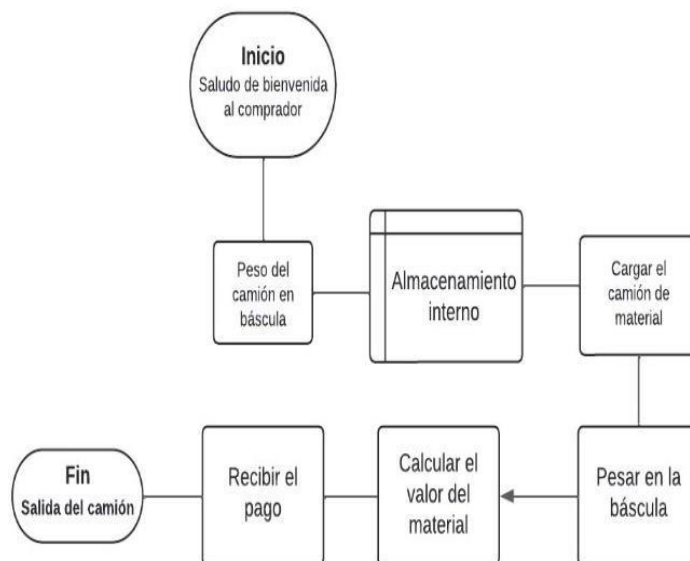 Inicio
Saludo de bienvenida
al comprador
Peso del
camión en
báscula
Almacenamiento
interno
Cargar el
camión de
material
Pesar en la
báscula
Calcular el
valor del
material
Recibir el
pago
Fin
Salida del camión